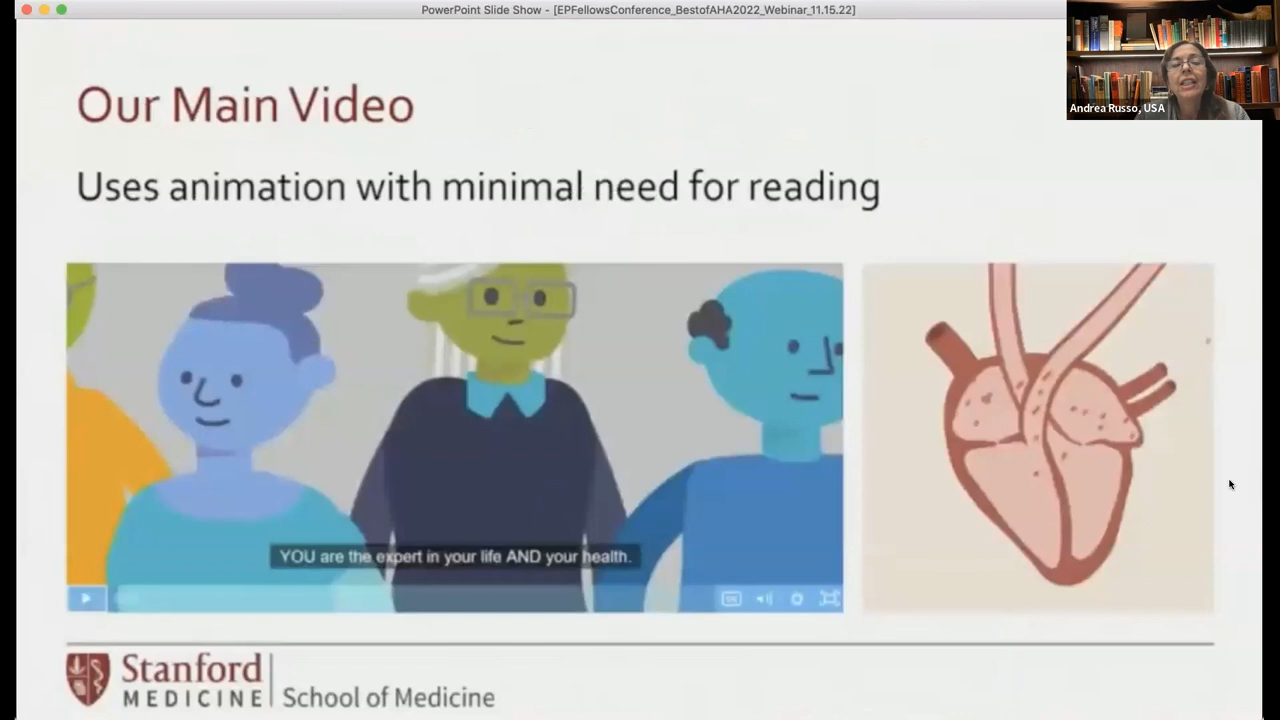 PowerPoint Slide Show - [EPFellowsConference_BestofAHA2022_Webinar_11.15.22]
Andrea Russo, USA
Our Main Video
Uses animation with minimal need for reading
YOU are the expert in your life AND your health.
CC
Stanford
MEDICINE
School of Medicine